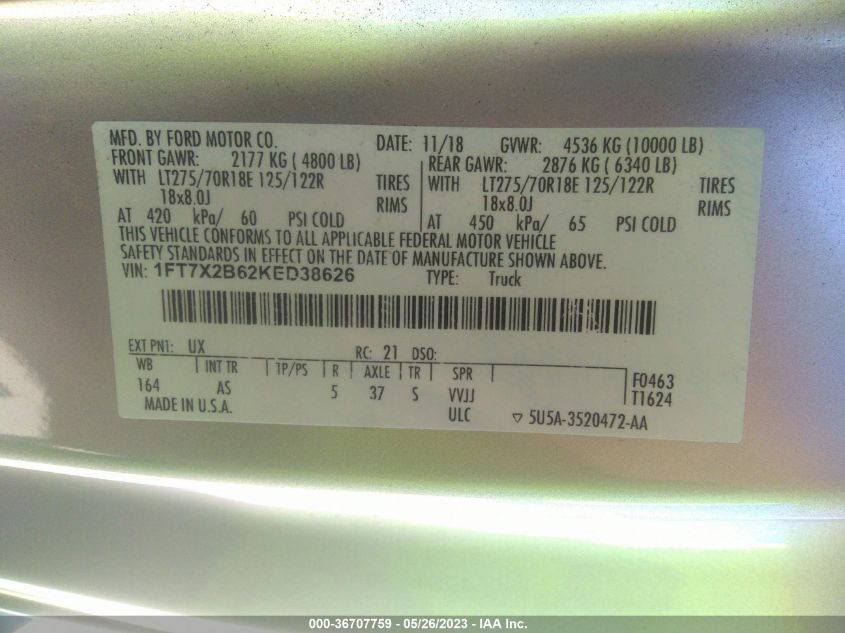 MFD. BY FORD MOTOR CO. DATE: 11/18 GVWR: 4536 KG (10000 LB)
FRONT GAWR: 2177 KG ( 4800 LB) REAR GAWR: 2876 KG ( 6340 LB)
WITH LT275/70R18E 125/122R TIRES WITH LT275/70R18E 125/122R TIRES
18x8.0J RIMS 18x8.0J RIMS
AT 420 kPa/ 60 PSI COLD AT 450 kPa/ 65 PSI COLD
THIS VEHICLE CONFORMS TO ALL APPLICABLE FEDERAL MOTOR VEHICLE
SAFETY STANDARDS IN EFFECT ON THE DATE OF MANUFACTURE SHOWN ABOVE.
VIN: 1FT7X2B62KED38626 TYPE: Truck
EXT PNT: UX RC: 21 DSO:
WB INT TR TP/PS R AXLE TR SPR F0463
164 AS 5 37 S VVJJ T1624
MADE IN U.S.A. ULC ▽ 5U5A-3520472-AA
000-36707759 - 05/26/2023 - IAA Inc.